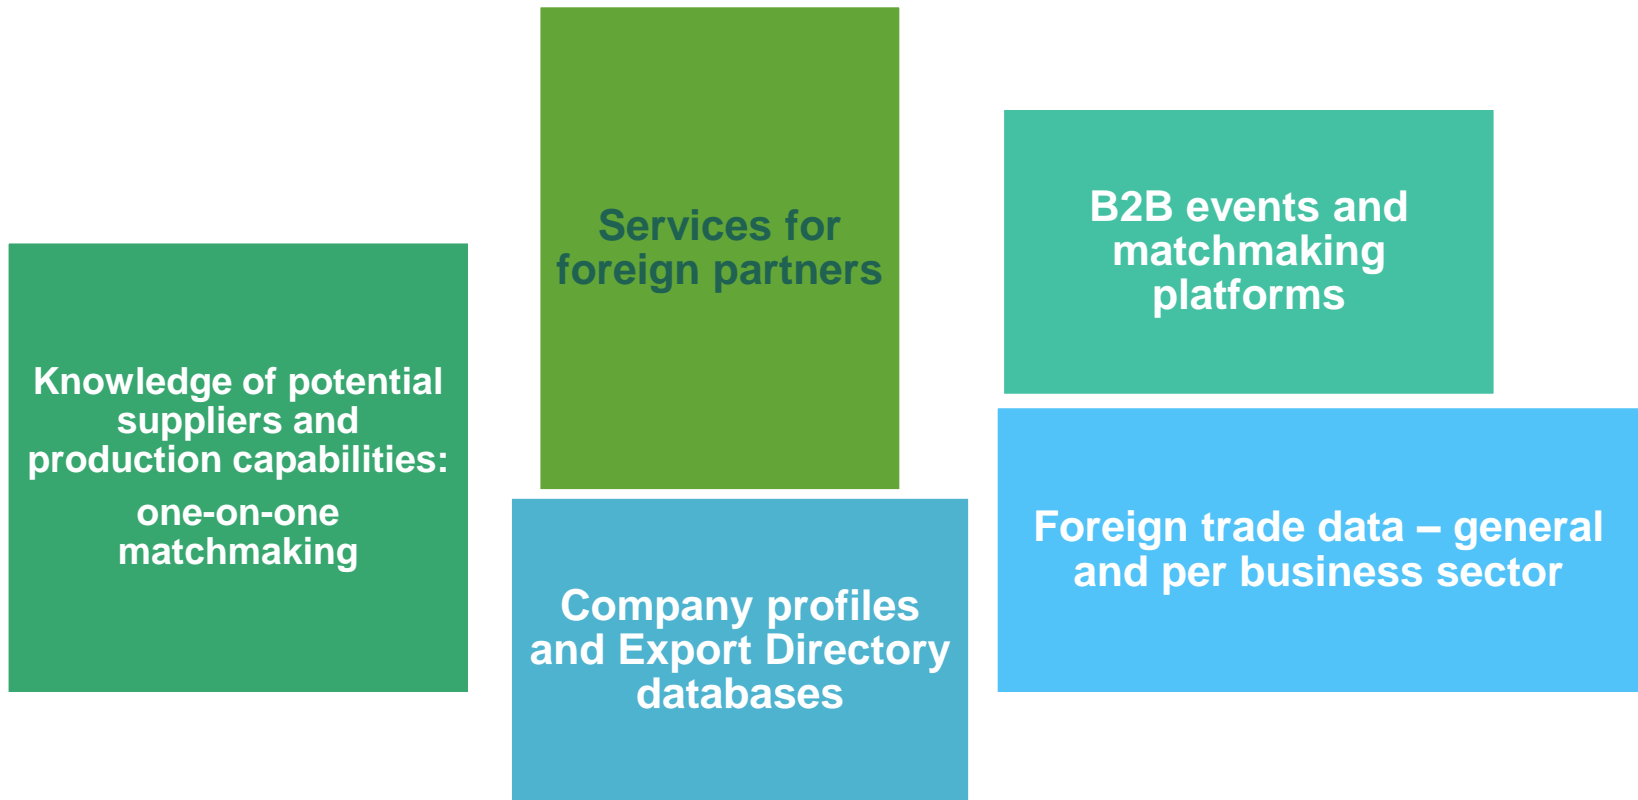 Services for
foreign partners
Knowledge of potential
suppliers and
production capabilities:
one-on-one
matchmaking
Company profiles
and Export Directory
databases
B2B events and
matchmaking
platforms
Foreign trade data – general
and per business sector